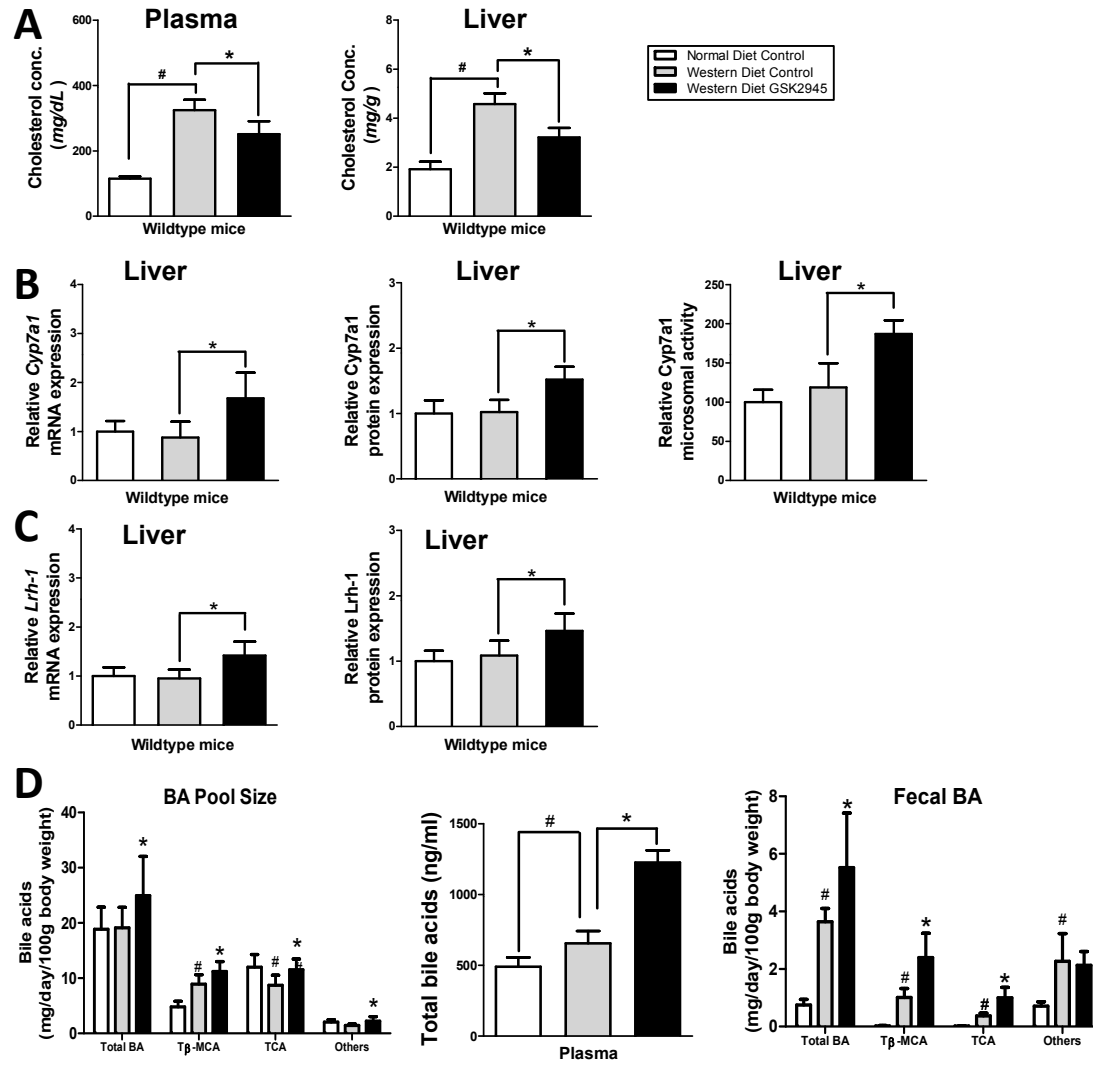 A
Plasma
Cholesterol conc.
(mg/dL)
600
400
200
0
#
*
Wildtype mice
Liver
Cholesterol Conc.
(mg/g)
8
6
4
2
0
#
*
Wildtype mice
Normal Diet Control
Western Diet Control
Western Diet GSK2945
B
Liver
Relative Cyp7a1
mRNA expression
4
3
2
1
0
*
Wildtype mice
Liver
Relative Cyp7a1
protein expression
3
2
1
0
*
Wildtype mice
Liver
Relative Cyp7a1
microsomal activity
250
200
150
100
50
0
*
Wildtype mice
C
Liver
Relative Lrh-1
mRNA expression
4
3
2
1
0
*
Wildtype mice
Liver
Relative Lrh-1
protein expression
3
2
1
0
*
Wildtype mice
D
BA Pool Size
Bile acids
(mg/day/100g body weight)
40
30
20
10
0
*
# *
# *
*
Total BA Tβ-MCA TCA Others
Total bile acids (ng/ml)
1500
1000
500
0
#
*
Plasma
Fecal BA
Bile acids
(mg/day/100g body weight)
8
6
4
2
0
# *
# *
# *
#
Total BA Tβ-MCA TCA Others